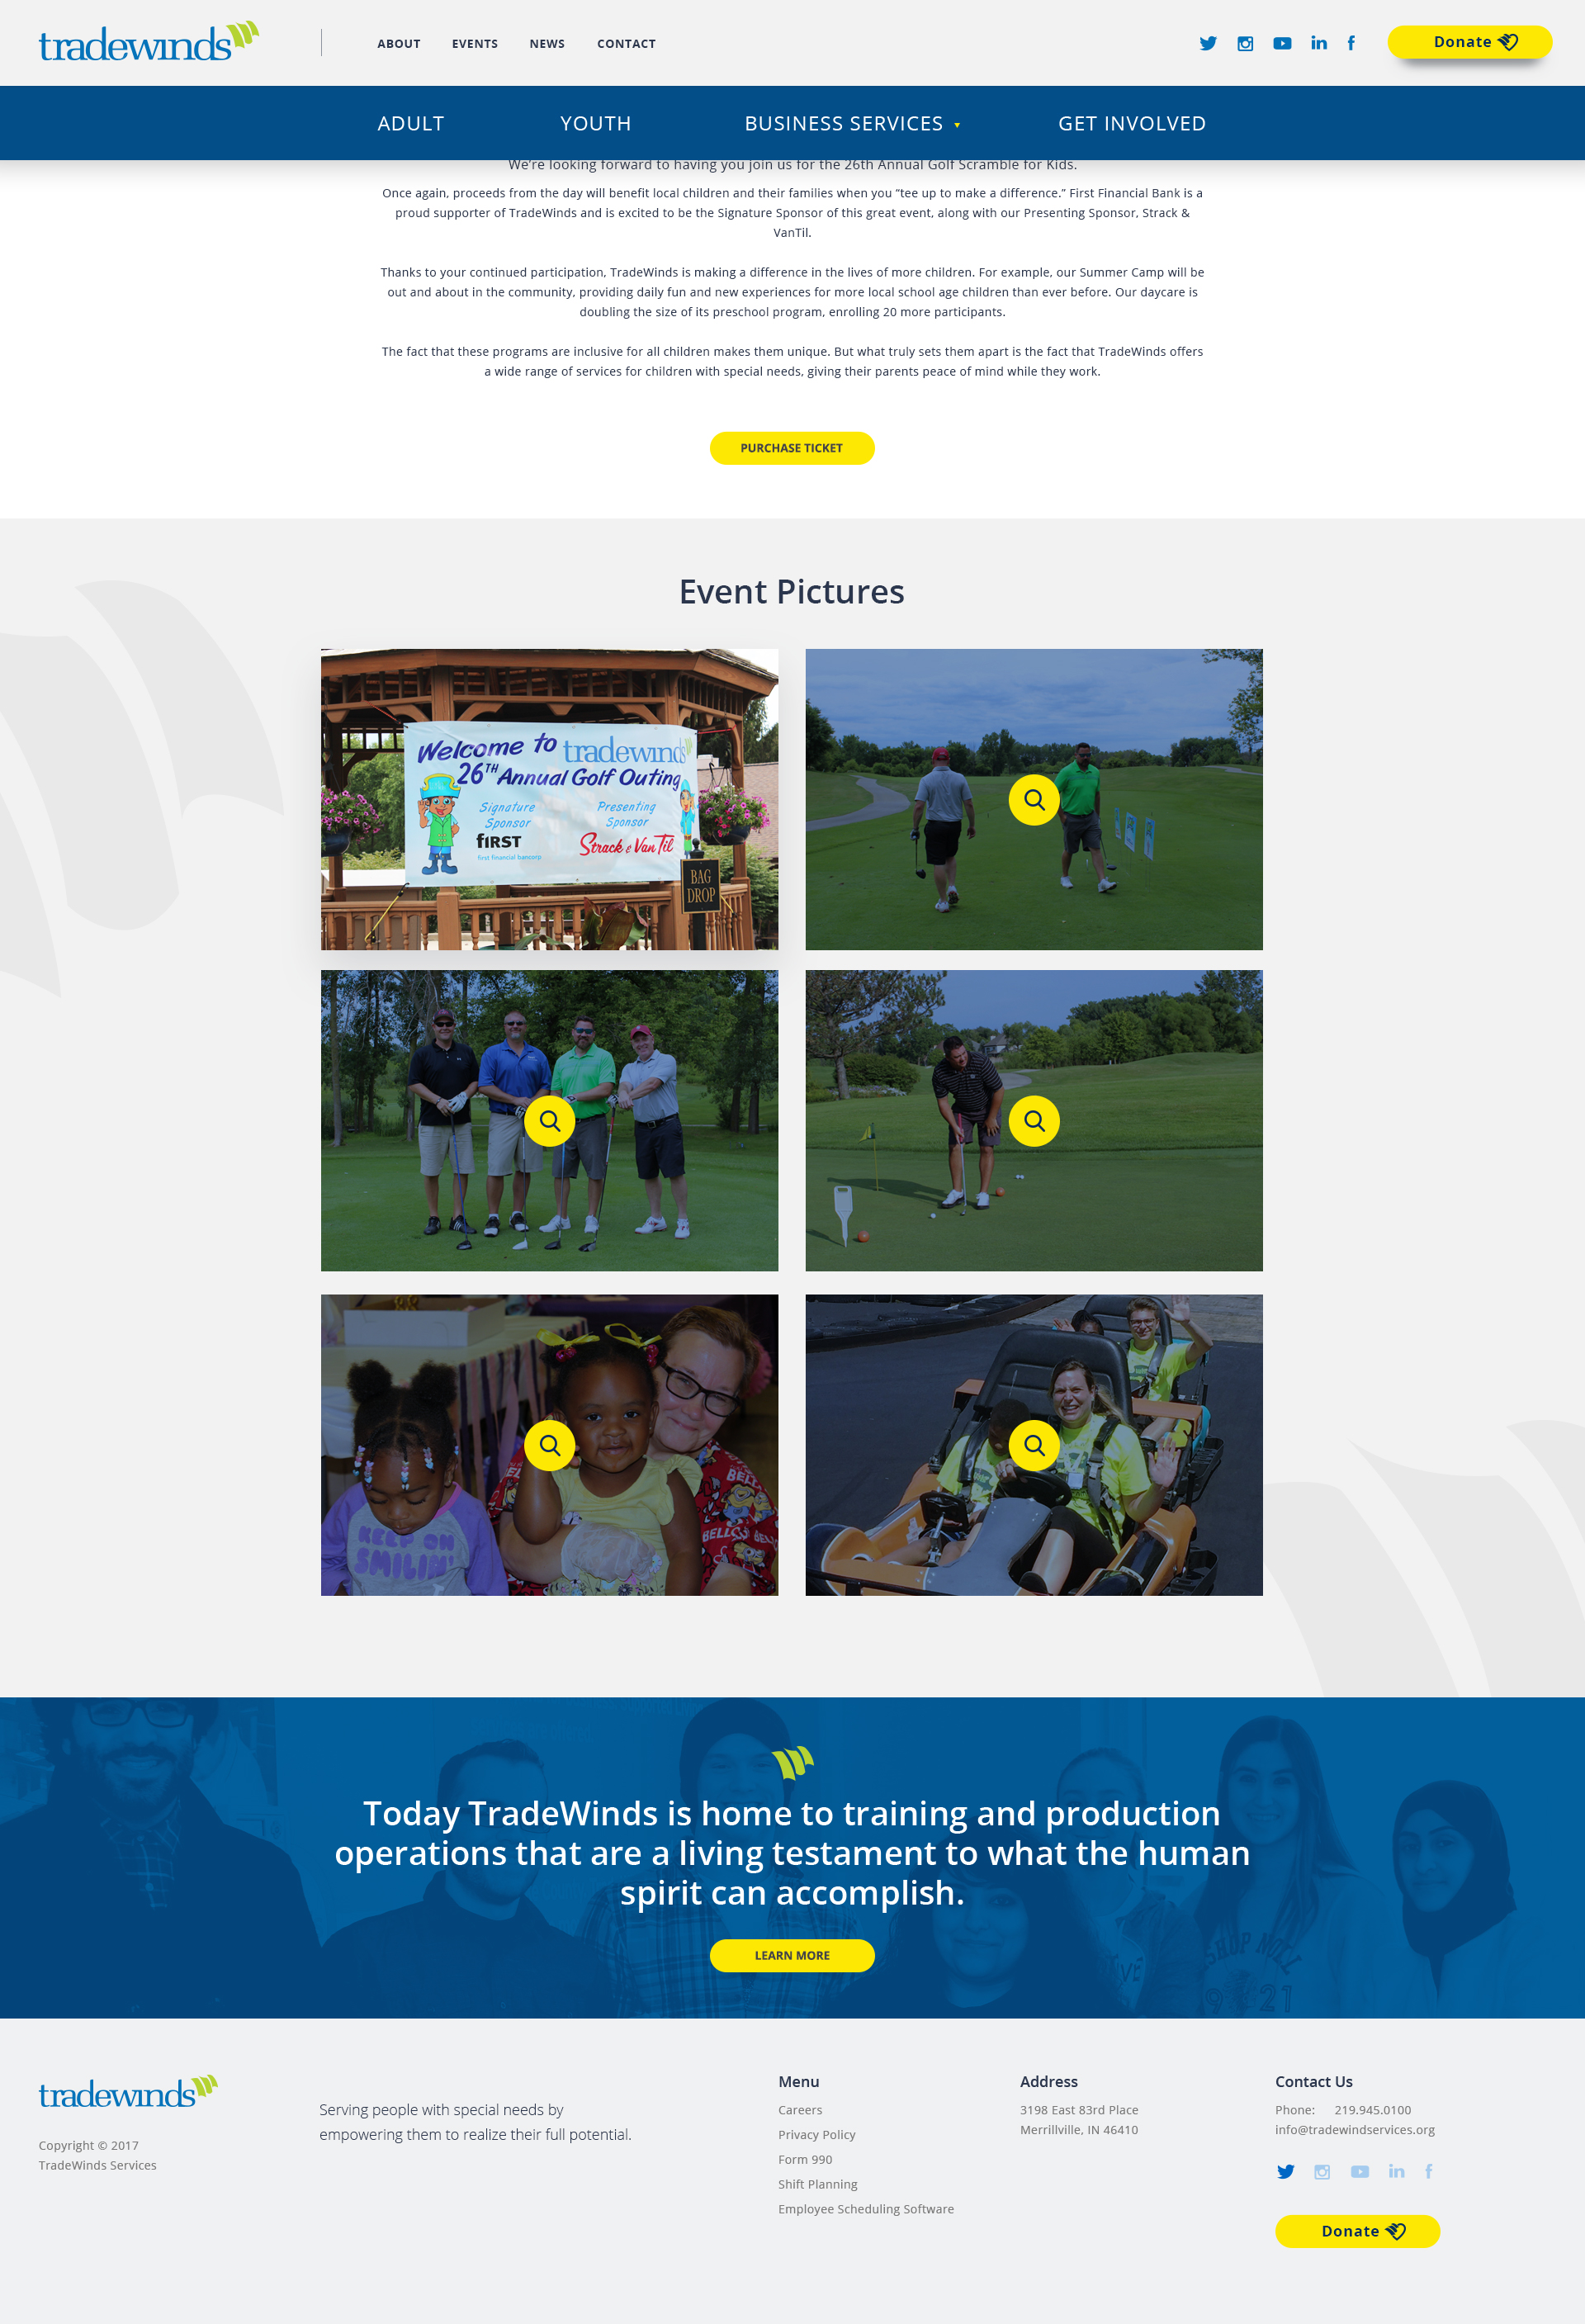 tradewinds
ABOUT EVENTS NEWS CONTACT
Donate
ADULT YOUTH BUSINESS SERVICES GET INVOLVED
We’re looking forward to having you join us for the 26th Annual Golf Scramble for Kids.
Once again, proceeds from the day will benefit local children and their families when you “tee up to make a difference.” First Financial Bank is a
proud supporter of TradeWinds and is excited to be the Signature Sponsor of this great event, along with our Presenting Sponsor, Strack &
VanTil.
Thanks to your continued participation, TradeWinds is making a difference in the lives of more children. For example, our Summer Camp will be
out and about in the community, providing daily fun and new experiences for more local school age children than ever before. Our daycare is
doubling the size of its preschool program, enrolling 20 more participants.
The fact that these programs are inclusive for all children makes them unique. But what truly sets them apart is the fact that TradeWinds offers
a wide range of services for children with special needs, giving their parents peace of mind while they work.
PURCHASE TICKET
Event Pictures
Welcome to tradewinds
26TH Annual Golf Outing
Signature
Sponsor
fiRST
first financial bancorp
Presenting
Sponsor
Strack & Van Til
BAG
DROP
KEEP ON
SMILIN'
Today TradeWinds is home to training and production
operations that are a living testament to what the human
spirit can accomplish.
LEARN MORE
tradewinds
Copyright © 2017
TradeWinds Services
Serving people with special needs by
empowering them to realize their full potential.
Menu
Careers
Privacy Policy
Form 990
Shift Planning
Employee Scheduling Software
Address
3198 East 83rd Place
Merrillville, IN 46410
Contact Us
Phone: 219.945.0100
info@tradewindservices.org
Donate